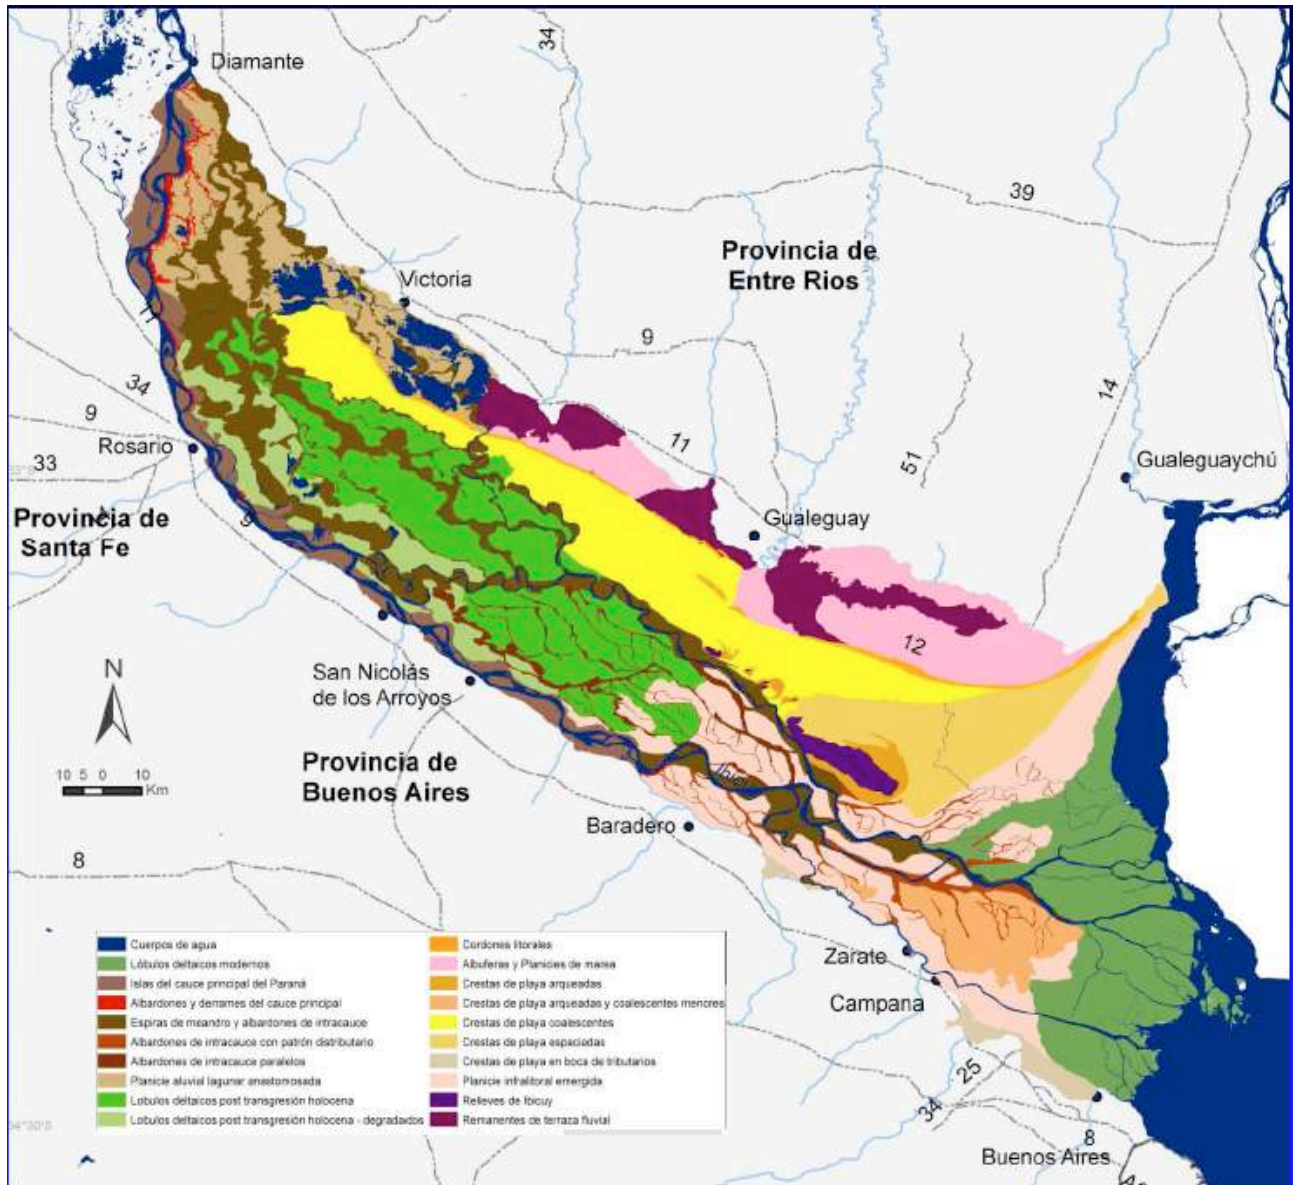 34
Diamante
39
Provincia de
Entre Rios
Victoria
11
9
34
14
9
Rosario
11
33
51
Gualeguaychú
33°
Provincia de
Santa Fe
9
Gualeguay
12
N
San Nicolás
de los Arroyos
Provincia de
Buenos Aires
10 5 0 10
Km
Ibicuy
Baradero
8
Zarate
Campana
25
34
8
Buenos Aires
Cuerpos de agua
Lóbulos deltaicos modernos
Islas del cauce principal del Paraná
Albardones y derrames del cauce principal
Espiras de meandro y albardones de intracauce
Albardones de intracauce con patrón distributario
Albardones de intracauce paralelos
Planicie aluvial lagunar anastomosada
Lobulos deltaicos post transgresión holocena
Lobulos deltaicos post transgresión holocena - degradados
Cordones litorales
Albuferas y Planicies de marea
Crestas de playa arqueadas
Crestas de playa arqueadas y coalescentes menores
Crestas de playa coalescentes
Crestas de playa espaciadas
Crestas de playa en boca de tributarios
Planicie infralitoral emergida
Relieves de Ibicuy
Remanentes de terraza fluvial